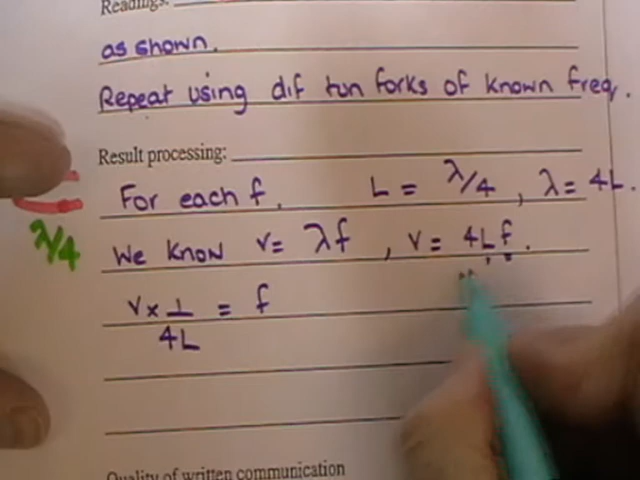 Readings:
as shown.
Repeat using dif tun forks of known freq.
Result processing:
For each f, L = λ/4, λ = 4L.
λ/4
We know v = λf, v = 4Lf.
v × 1/4L = f
Quality of written communication